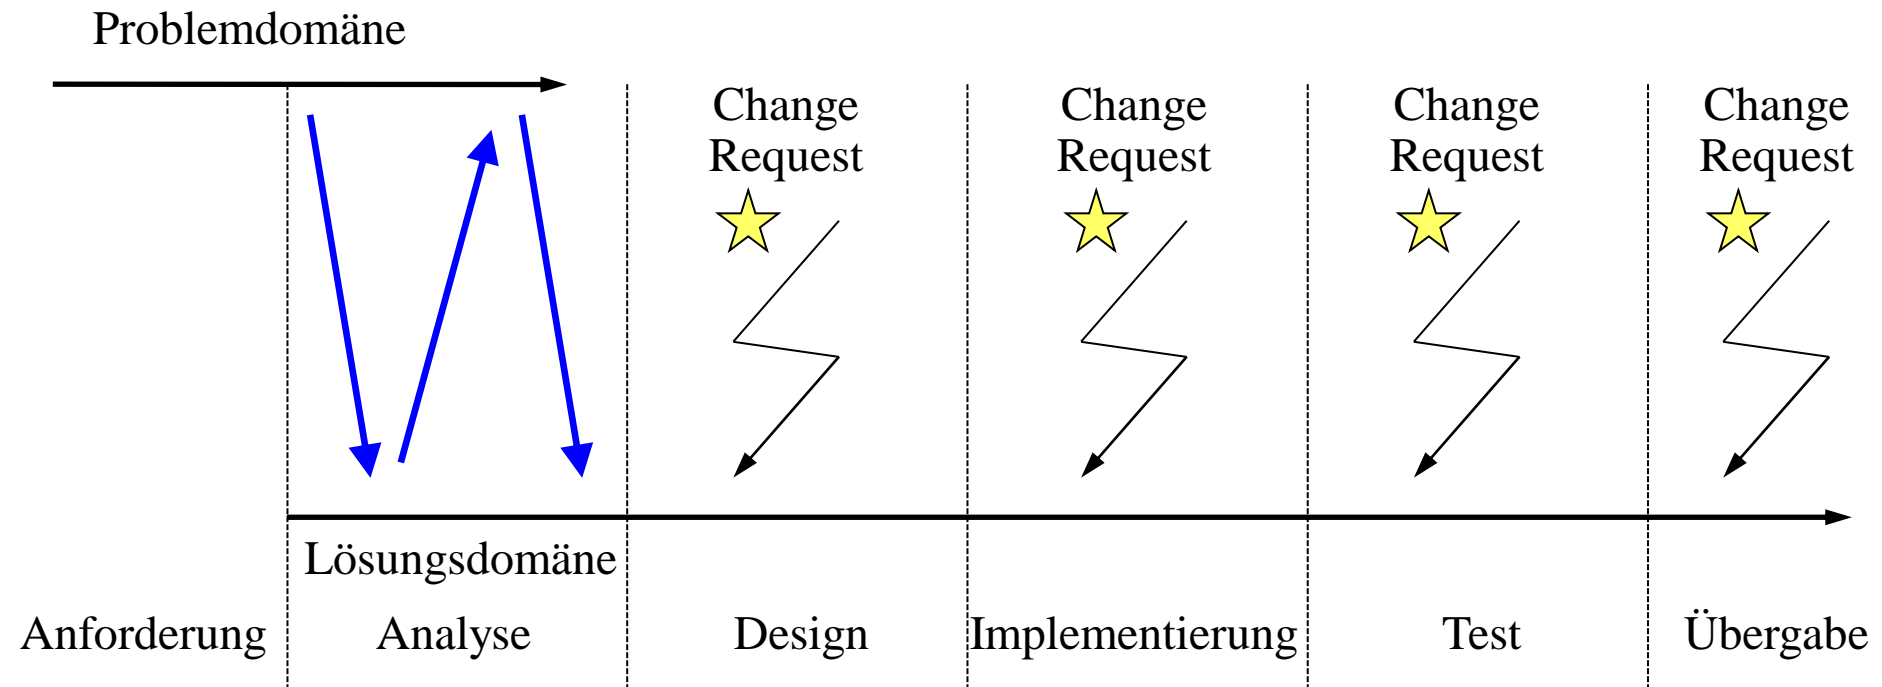 Problemdomäne
Change
Request
Change
Request
Change
Request
Change
Request
Lösungsdomäne
Anforderung
Analyse
Design
Implementierung
Test
Übergabe